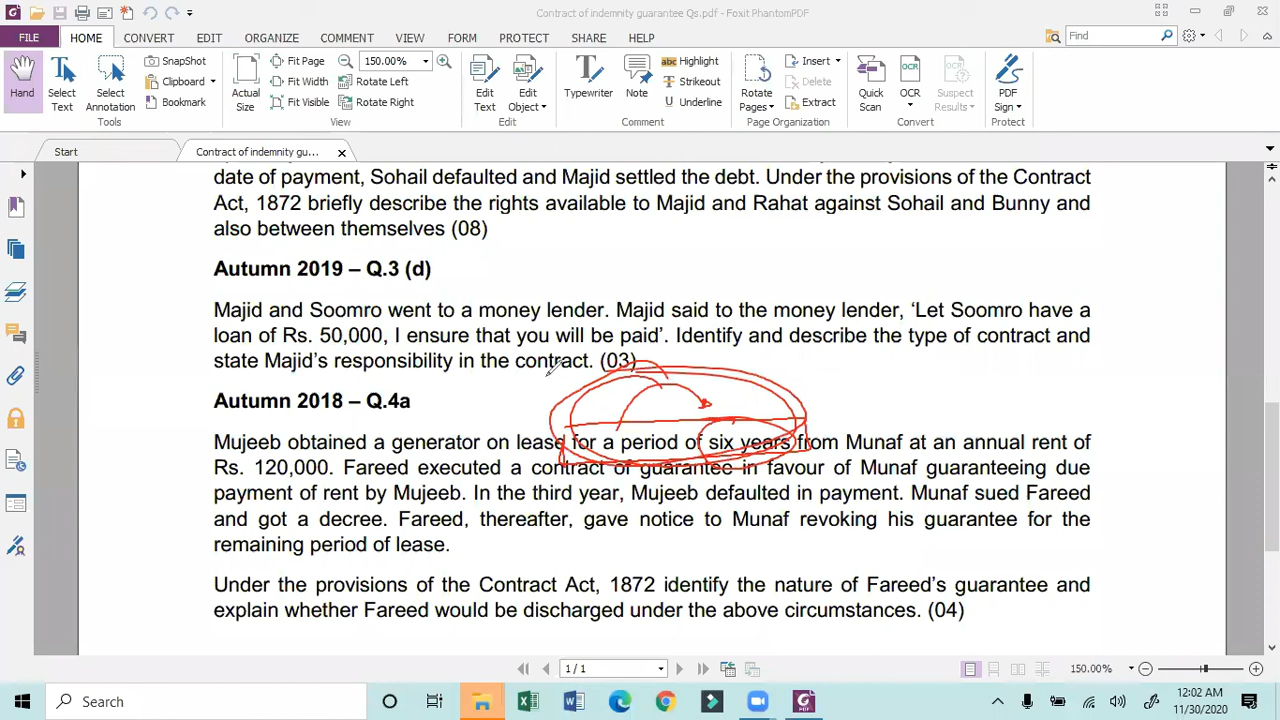 Contract of indemnity guarantee Qs.pdf - Foxit PhantomPDF
FILE HOME CONVERT EDIT ORGANIZE COMMENT VIEW FORM PROTECT SHARE HELP Find
Hand Select Text Select Annotation SnapShot Clipboard Bookmark Tools
Actual Size Fit Page Fit Width Fit Visible 150.00% Rotate Left Rotate Right View
Edit Text Edit Object Edit
Typewriter Note Highlight Strikeout Underline Comment
Rotate Pages Insert Delete Extract Page Organization
Quick Scan OCR Suspect Results Convert
PDF Sign Protect
Start Contract of indemnity gu...
date of payment, Sohail defaulted and Majid settled the debt. Under the provisions of the Contract
Act, 1872 briefly describe the rights available to Majid and Rahat against Sohail and Bunny and
also between themselves (08)
Autumn 2019 – Q.3 (d)
Majid and Soomro went to a money lender. Majid said to the money lender, ‘Let Soomro have a
loan of Rs. 50,000, I ensure that you will be paid’. Identify and describe the type of contract and
state Majid’s responsibility in the contract. (03)
Autumn 2018 – Q.4a
Mujeeb obtained a generator on lease for a period of six years from Munaf at an annual rent of
Rs. 120,000. Fareed executed a contract of guarantee in favour of Munaf guaranteeing due
payment of rent by Mujeeb. In the third year, Mujeeb defaulted in payment. Munaf sued Fareed
and got a decree. Fareed, thereafter, gave notice to Munaf revoking his guarantee for the
remaining period of lease.
Under the provisions of the Contract Act, 1872 identify the nature of Fareed’s guarantee and
explain whether Fareed would be discharged under the above circumstances. (04)
1 / 1 150.00%
Search
12:02 AM
11/30/2020